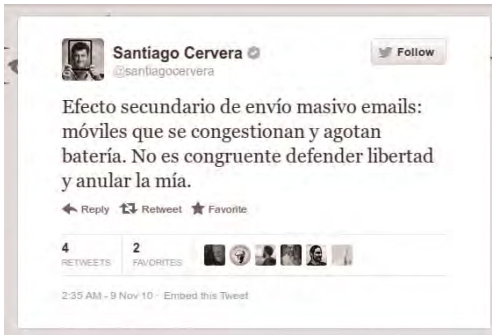 Santiago Cervera
Follow
@santiagocervera
Efecto secundario de envío masivo emails:
móviles que se congestionan y agotan
batería. No es congruente defender libertad
y anular la mía.
Reply Retweet Favorite
4 2
RETWEETS FAVORITES
2:35 AM - 9 Nov 10 · Embed this Tweet